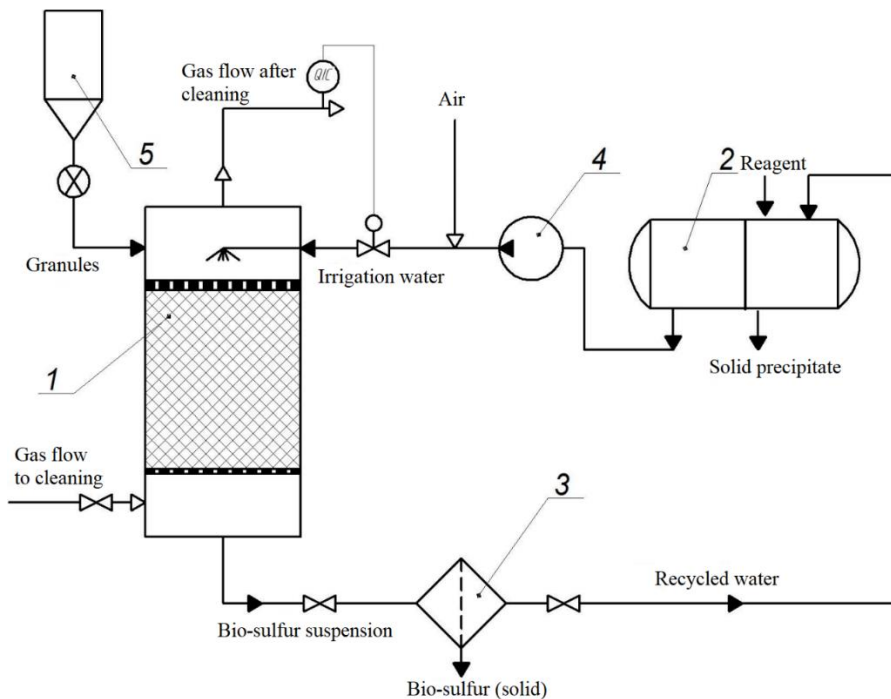 Gas flow after
cleaning
QIC
Air
5
4
2
Reagent
Granules
Irrigation water
1
Solid precipitate
Gas flow
to cleaning
3
Recycled water
Bio-sulfur suspension
Bio-sulfur (solid)